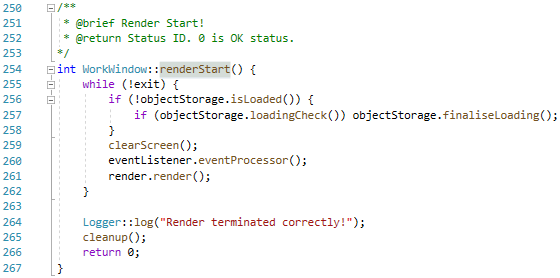 250 /**
251 * @brief Render Start!
252 * @return Status ID. 0 is OK status.
253 */
254 int WorkWindow::renderStart() {
255 while (!exit) {
256 if (!objectStorage.isLoaded()) {
257 if (objectStorage.loadingCheck()) objectStorage.finaliseLoading();
258 }
259 clearScreen();
260 eventListener.eventProcessor();
261 render.render();
262 }
263
264 Logger::log("Render terminated correctly!");
265 cleanup();
266 return 0;
267 }